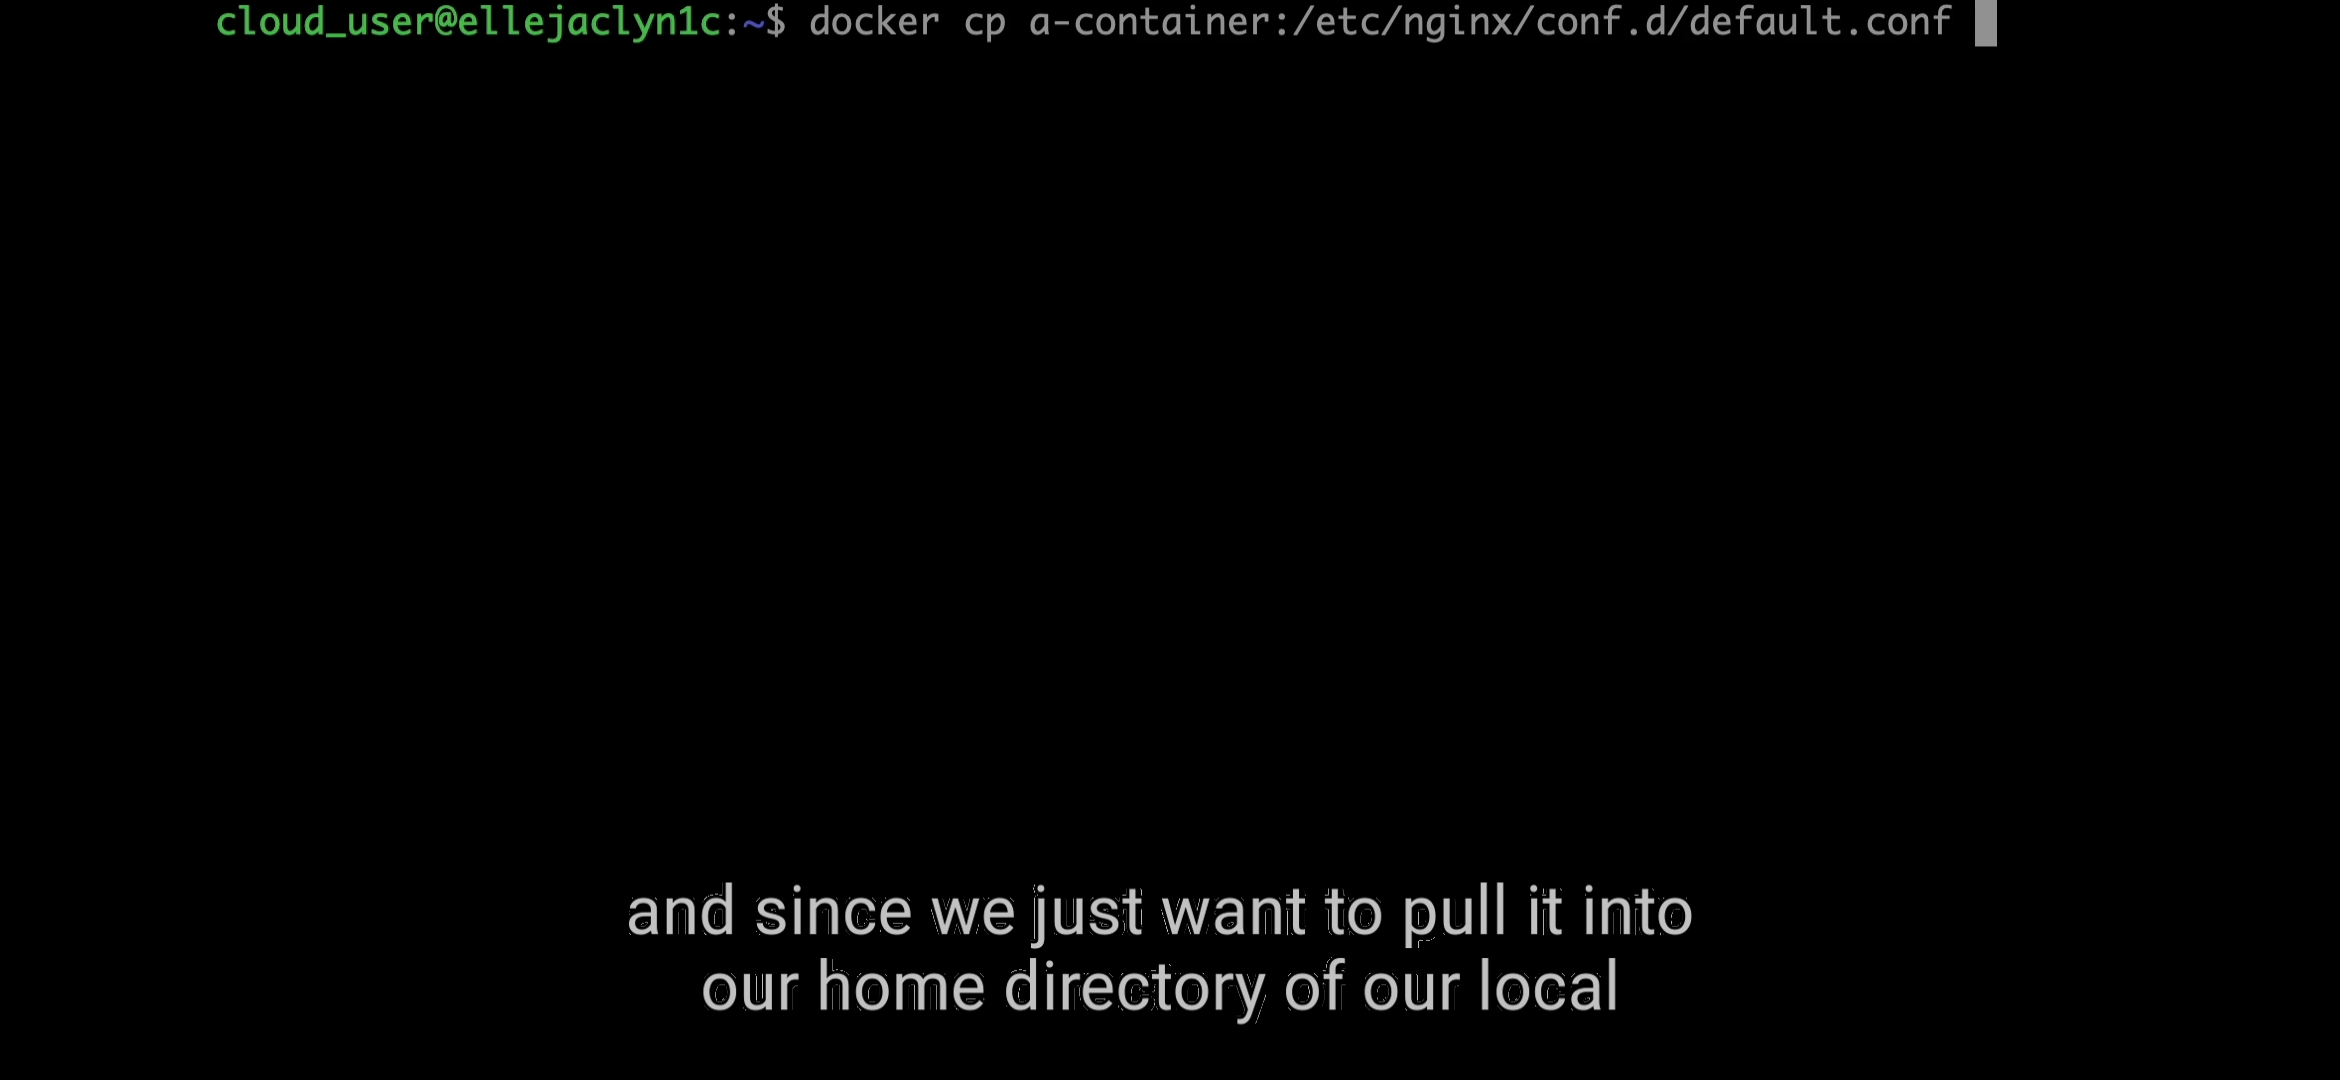 cloud_user@ellejaclyn1c:~$ docker cp a-container:/etc/nginx/conf.d/default.conf
and since we just want to pull it into
our home directory of our local